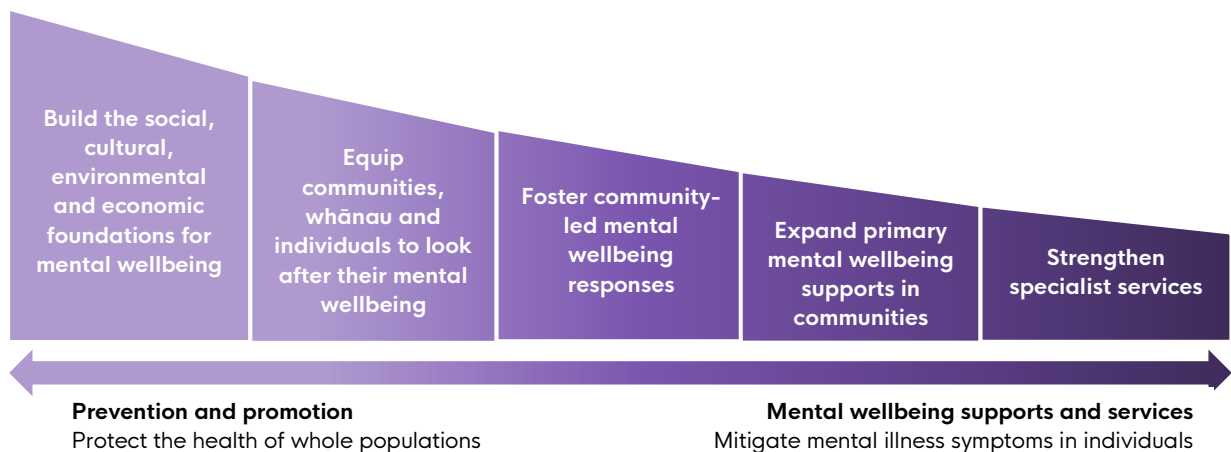 Build the social,
cultural,
environmental
and economic
foundations for
mental wellbeing
Equip
communities,
whānau and
individuals to look
after their mental
wellbeing
Foster community-
led mental
wellbeing
responses
Expand primary
mental wellbeing
supports in
communities
Strengthen
specialist services
Prevention and promotion
Protect the health of whole populations
Mental wellbeing supports and services
Mitigate mental illness symptoms in individuals